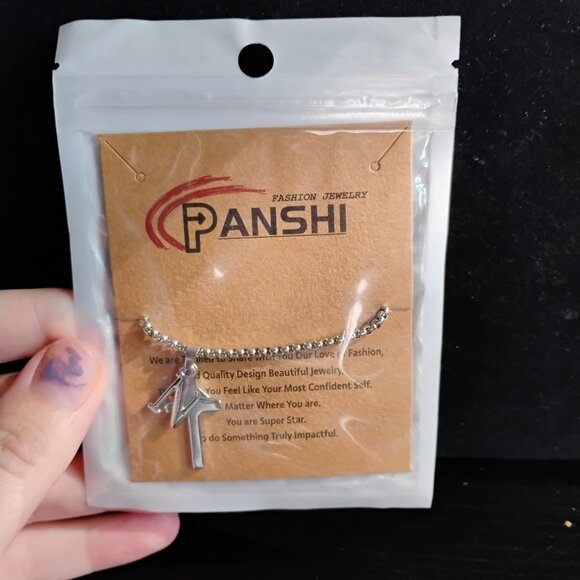 FASHION JEWELRY
PANSHI
We are to Share with You Our Love of Fashion,
Quality Design Beautiful Jewelry
You Feel Like Your Most Confident Self.
Matter Where You are.
You are Super Star.
do Something Truly Impactful.